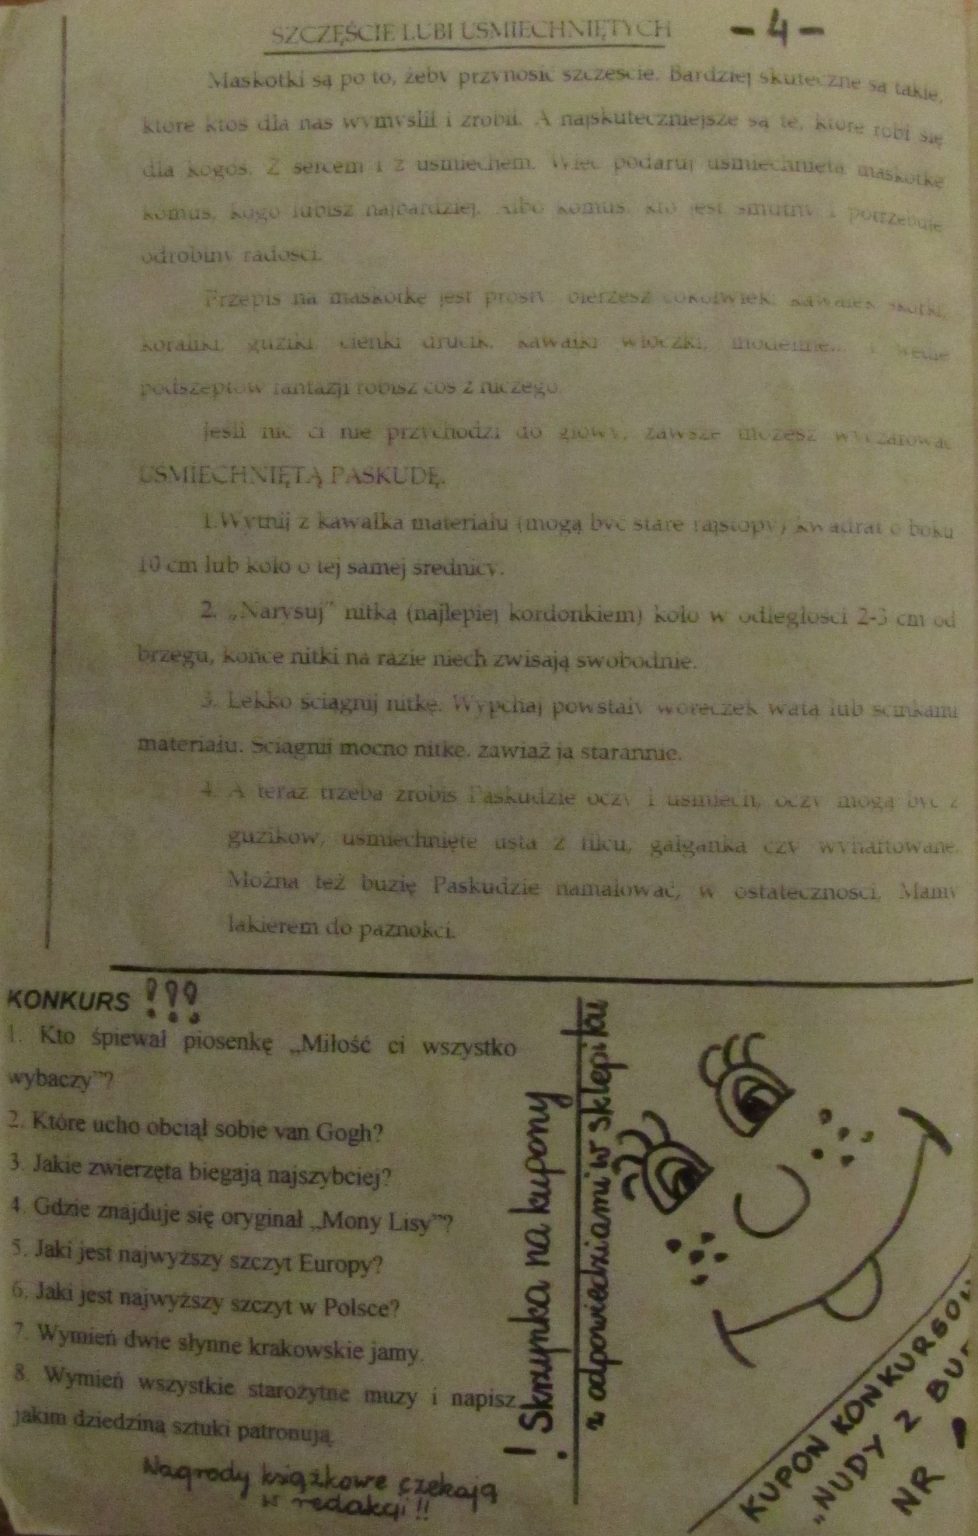 SZCZĘŚCIE LUBI UŚMIECHNIĘTYCH
- 4 -
Maskotki są po to, żeby przynosić szczęście. Bardziej skuteczne są takie,
które ktoś dla nas wymyślił i zrobił. A najskuteczniejsze są te, które robi się
dla kogoś. Z sercem i z uśmiechem. Więc podaruj uśmiechniętą maskotkę
komuś, kogo lubisz najbardziej. Albo komuś, kto jest smutny i potrzebuje
odrobiny radości.
Przepis na maskotkę jest prosty: bierzesz cokolwiek: kawałek skórki,
koraliki, guziki, cienki drucik, kawałki włóczki, modelinę... i
podszeptów fantazji robisz coś z niczego.
Jeśli nic ci nie przychodzi do głowy, zawsze możesz wyczarować
UŚMIECHNIĘTĄ PASKUDĘ.
1.Wytnij z kawałka materiału (mogą być stare rajstopy) kwadrat o boku
10 cm lub koło o tej samej średnicy.
2. „Narysuj" nitką (najlepiej kordonkiem) koło w odległości 2-3 cm od
brzegu, końce nitki na razie niech zwisają swobodnie.
3. Lekko ściągnij nitkę. Wypchaj powstały woreczek watą lub ścinkami
materiału. Ściągnij mocno nitkę, zawiąż ją starannie.
4. A teraz trzeba zrobić Paskudzie oczy i uśmiech, oczy mogą być z
guzików, uśmiechnięte usta z filcu, gałganka czy wyhaftowane.
Można też buzię Paskudzie namalować, w ostateczności, Mamy
lakierem do paznokci.
KONKURS ???
1. Kto śpiewał piosenkę „Miłość ci wszystko
wybaczy"?
2. Które ucho obciął sobie van Gogh?
3. Jakie zwierzęta biegają najszybciej?
4. Gdzie znajduje się oryginał „Mony Lisy"?
5. Jaki jest najwyższy szczyt Europy?
6. Jaki jest najwyższy szczyt w Polsce?
7. Wymień dwie słynne krakowskie jamy.
8. Wymień wszystkie starożytne muzy i napisz
jakim dziedziną sztuki patronują.
Nagrody książkowe czekają
w redakcji !!
! Skrzynka na kupony
z odpowiedziami w sklepiku
KUPON KONKURSOW
"NUDY Z BU
NR